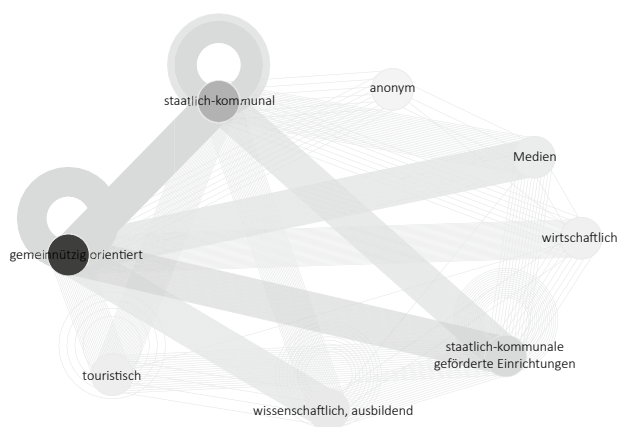 anonym
staatlich-kommunal
Medien
wirtschaftlich
gemeinnützig orientiert
staatlich-kommunale
geförderte Einrichtungen
touristisch
wissenschaftlich, ausbildend